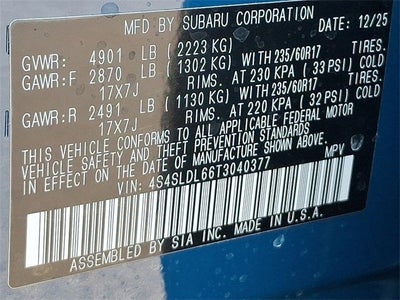 MFD BY SUBARU CORPORATION DATE: 12/25
GVWR: 4901 LB (2223 KG)
GAWR:F 2870 LB (1302 KG) WITH 235/60R17 TIRES.
17X7J RIMS. AT 230 KPA (33 PSI) COLD
GAWR:R 2491 LB (1130 KG) WITH 235/60R17 TIRES.
17X7J RIMS. AT 220 KPA (32 PSI) COLD
THIS VEHICLE CONFORMS TO ALL APPLICABLE FEDERAL MOTOR
VEHICLE SAFETY AND THEFT PREVENTION STANDARDS
IN EFFECT ON THE DATE OF MANUFACTURE SHOWN ABOVE.
VIN: 4S4SLDL66T3040377 MPV
ASSEMBLED BY SIA INC. MADE IN U.S.A.